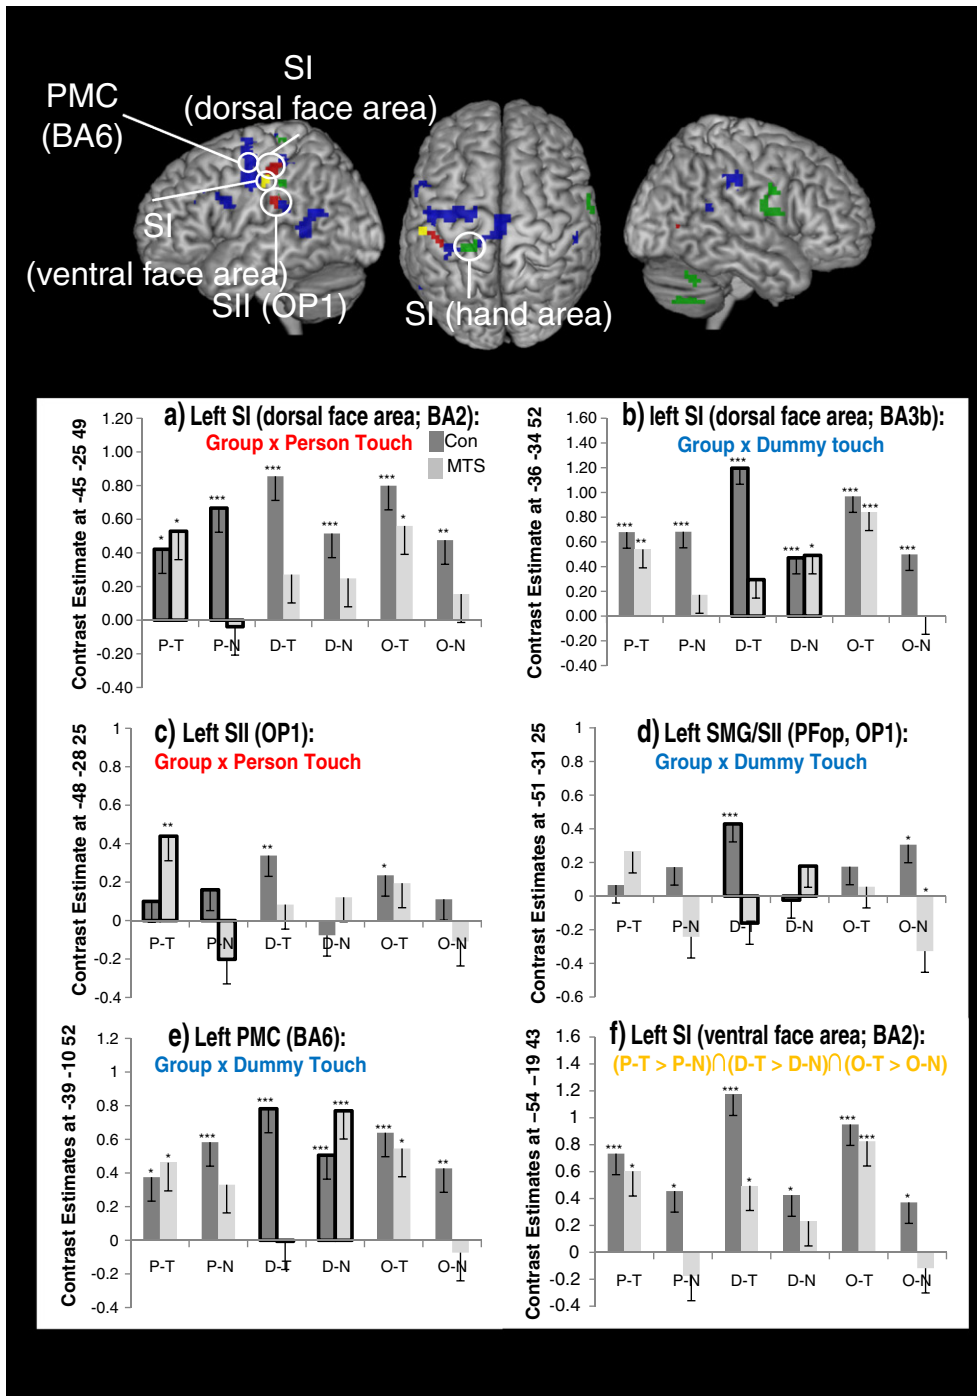 SI
(dorsal face area)
PMC
(BA6)
SI
(ventral face area)
SII (OP1)
SI (hand area)
a) Left SI (dorsal face area; BA2):
Group x Person Touch
Con
MTS
Contrast Estimate at -45 -25 49
1.20
1.00
0.80
0.60
0.40
0.20
0.00
-0.20
-0.40
* * *** *** *** *** * **
P-T P-N D-T D-N O-T O-N
b) left SI (dorsal face area; BA3b):
Group x Dummy touch
Contrast Estimate at -36 -34 52
1.60
1.40
1.20
1.00
0.80
0.60
0.40
0.20
0.00
-0.20
-0.40
*** ** *** *** *** * *** *** ***
P-T P-N D-T D-N O-T O-N
c) Left SII (OP1):
Group x Person Touch
Contrast Estimate at -48 -28 25
1
0.8
0.6
0.4
0.2
0
-0.2
-0.4
** ** *
P-T P-N D-T D-N O-T O-N
d) Left SMG/SII (PFop, OP1):
Group x Dummy Touch
Contrast Estimates at -51 -31 25
1
0.8
0.6
0.4
0.2
0
-0.2
-0.4
-0.6
*** * *
P-T P-N D-T D-N O-T O-N
e) Left PMC (BA6):
Group x Dummy Touch
Contrast Estimates at -39 -10 52
1.2
1
0.8
0.6
0.4
0.2
0
-0.2
-0.4
* * *** *** *** *** *** * **
P-T P-N D-T D-N O-T O-N
f) Left SI (ventral face area; BA2):
(P-T > P-N)∩(D-T > D-N)∩(O-T > O-N)
Contrast Estimates at −54 −19 43
1.6
1.4
1.2
1
0.8
0.6
0.4
0.2
0
-0.2
-0.4
*** * * *** * * *** *** *
P-T P-N D-T D-N O-T O-N